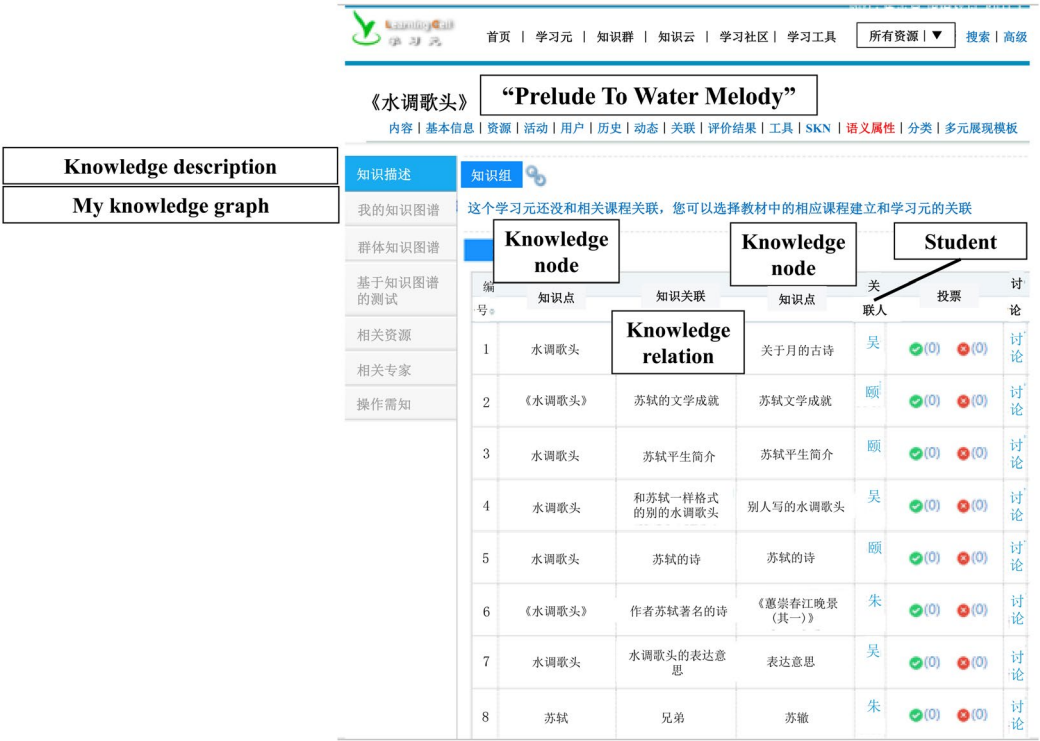 Learning Cell
学 习 元
首页 | 学习元 | 知识群 | 知识云 | 学习社区 | 学习工具 所有资源 | ▼ 搜索 | 高级
《水调歌头》 “Prelude To Water Melody”
内容 | 基本信息 | 资源 | 活动 | 用户 | 历史 | 动态 | 关联 | 评价结果 | 工具 | SKN | 语义属性 | 分类 | 多元展现模板
Knowledge description
My knowledge graph
知识描述
我的知识图谱
群体知识图谱
基于知识图谱
的测试
相关资源
相关专家
操作需知
知识组
这个学习元还没和相关课程关联，您可以选择教材中的相应课程建立和学习元的关联
Knowledge
node
Knowledge
node
Student
Knowledge
relation
编号 知识点 知识关联 知识点 关联人 投票 讨论
1 水调歌头 关于月的古诗 吴 (0) (0) 讨论
2 《水调歌头》 苏轼的文学成就 苏轼文学成就 颐 (0) (0) 讨论
3 水调歌头 苏轼平生简介 苏轼平生简介 颐 (0) (0) 讨论
4 水调歌头 和苏轼一样格式
的别的水调歌头 别人写的水调歌头 吴 (0) (0) 讨论
5 水调歌头 苏轼的诗 苏轼的诗 颐 (0) (0) 讨论
6 《水调歌头》 作者苏轼著名的诗 《蕙崇春江晚景
(其一)》 朱 (0) (0) 讨论
7 水调歌头 水调歌头的表达意
思 表达意思 吴 (0) (0) 讨论
8 苏轼 兄弟 苏辙 朱 (0) (0) 讨论